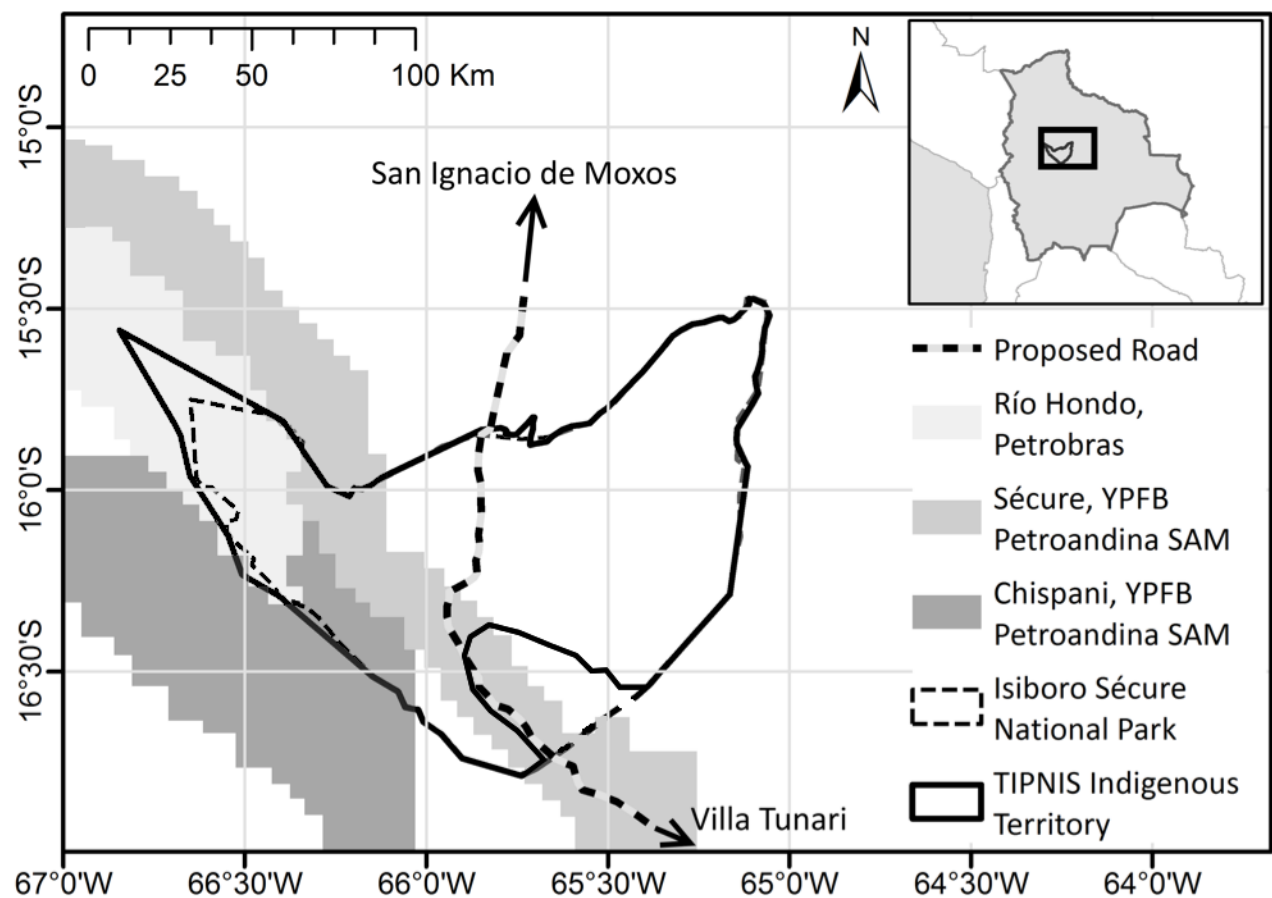 0 25 50 100 Km
N
15°0'S
San Ignacio de Moxos
15°30'S
Proposed Road
Río Hondo,
Petrobras
16°0'S
Sécure, YPFB
Petroandina SAM
Chispani, YPFB
Petroandina SAM
16°30'S
Isiboro Sécure
National Park
TIPNIS Indigenous
Territory
Villa Tunari
67°0'W 66°30'W 66°0'W 65°30'W 65°0'W 64°30'W 64°0'W